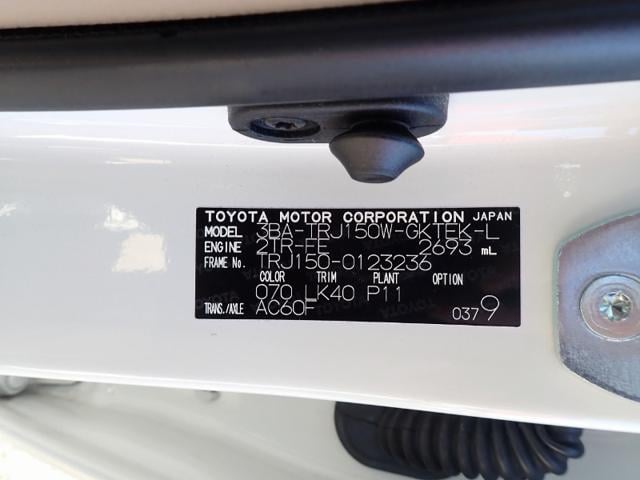 TOYOTA MOTOR CORPORATION JAPAN
MODEL 3BA-TRJ150W-GKTEK-L
ENGINE 2TR-FE 2693 mL
FRAME No. TRJ150-0123236
COLOR TRIM PLANT OPTION
070 LK40 P11
TRANS./AXLE AC60F 0379